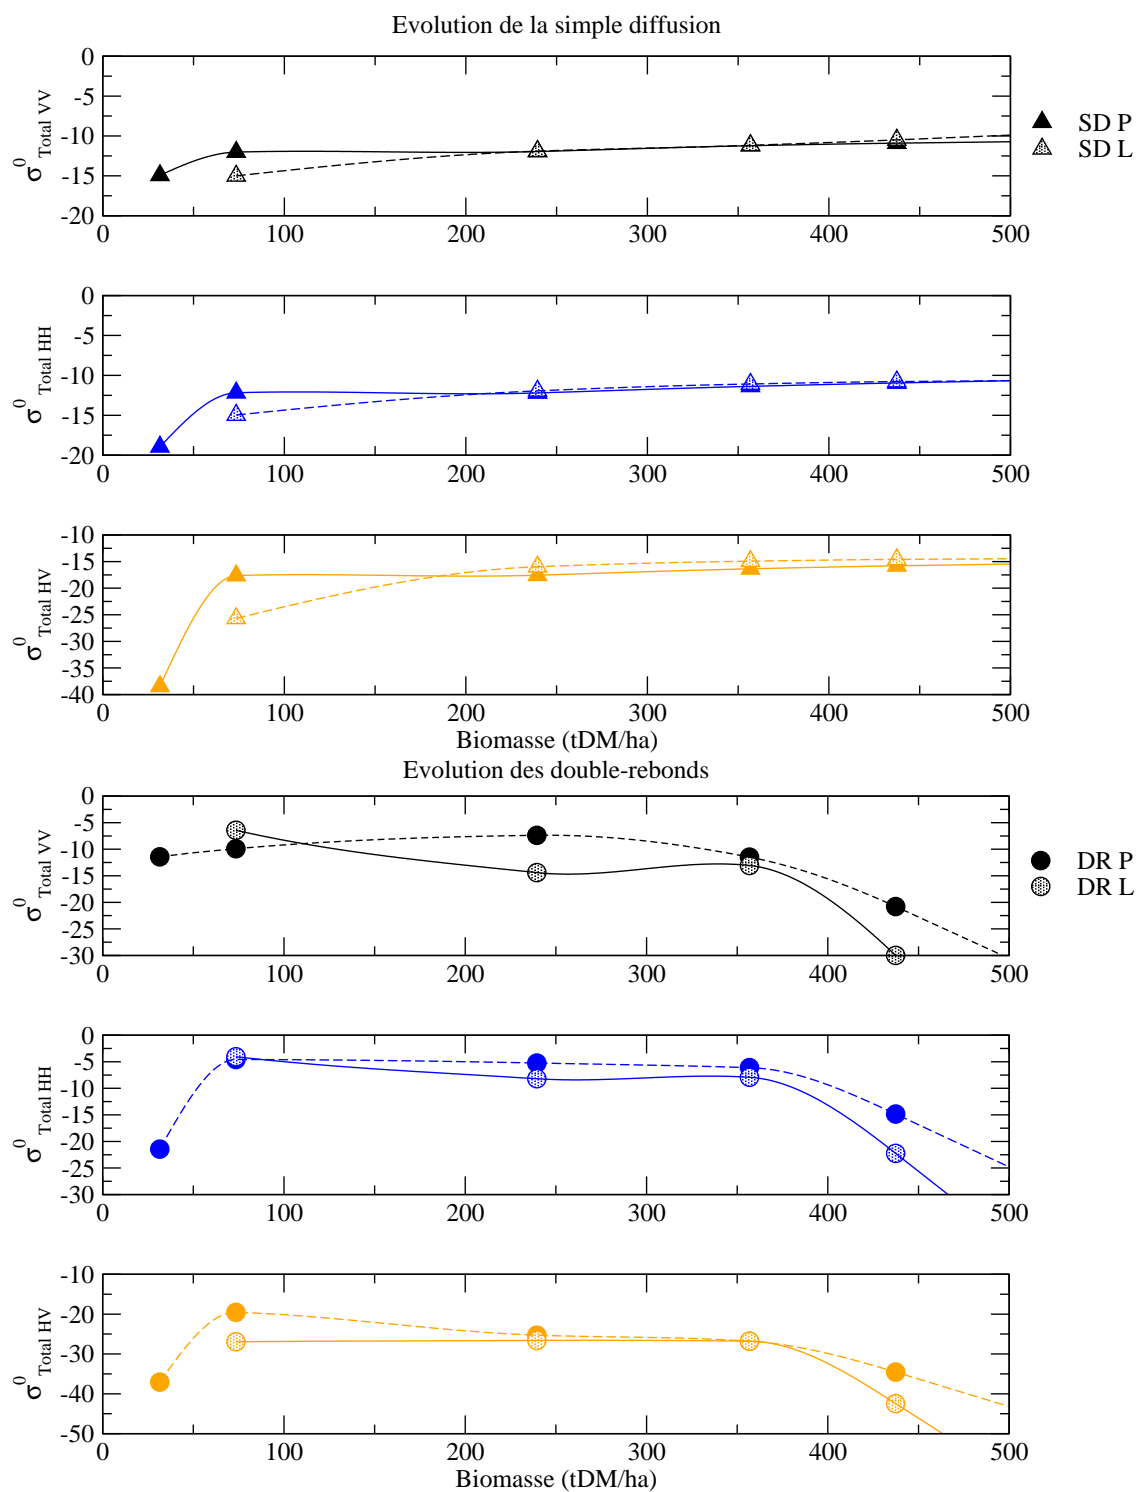 Evolution de la simple diffusion
0
-5
-10
-15
-20
σ0 Total VV
0 100 200 300 400 500
SD P
SD L
0
-5
-10
-15
-20
σ0 Total HH
0 100 200 300 400 500
-10
-15
-20
-25
-30
-35
-40
σ0 Total HV
0 100 200 300 400 500
Biomasse (tDM/ha)
Evolution des double-rebonds
0
-5
-10
-15
-20
-25
-30
σ0 Total VV
0 100 200 300 400 500
DR P
DR L
0
-5
-10
-15
-20
-25
-30
σ0 Total HH
0 100 200 300 400 500
-10
-20
-30
-40
-50
σ0 Total HV
0 100 200 300 400 500
Biomasse (tDM/ha)